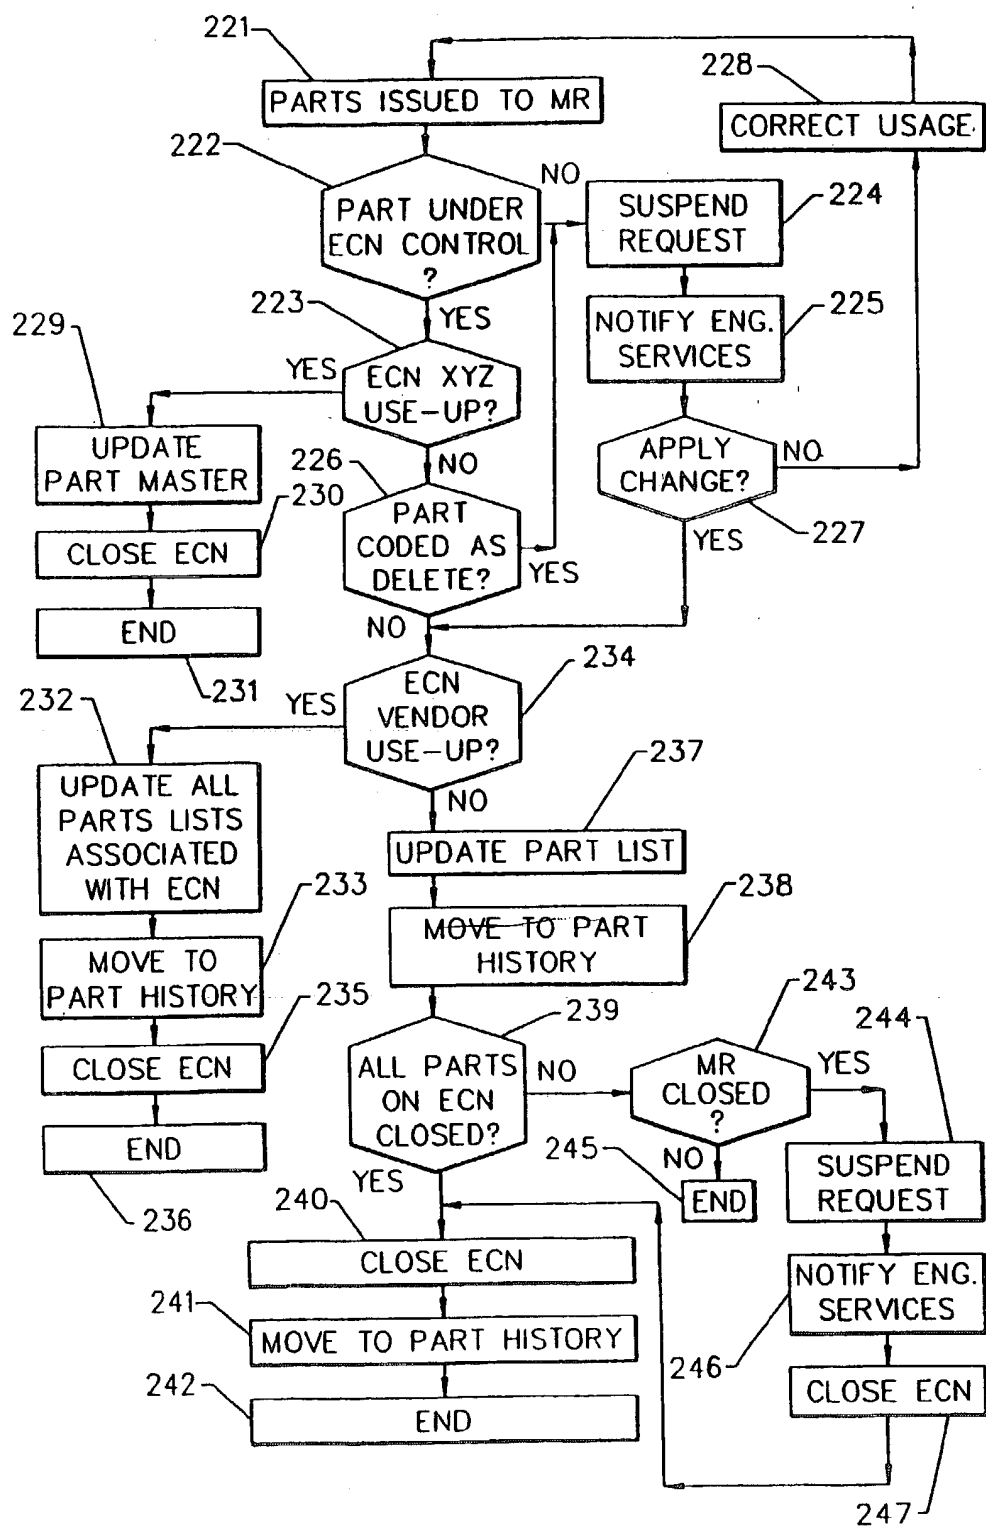 221
PARTS ISSUED TO MR
228
CORRECT USAGE
222
PART UNDER
ECN CONTROL
?
NO
SUSPEND
REQUEST
224
YES
223
NOTIFY ENG.
SERVICES
225
229
YES
ECN XYZ
USE-UP?
UPDATE
PART MASTER
NO
226
APPLY
CHANGE?
NO
227
YES
230
CLOSE ECN
PART
CODED AS
DELETE?
YES
END
231
NO
234
232
YES
ECN
VENDOR
USE-UP?
NO
237
UPDATE ALL
PARTS LISTS
ASSOCIATED
WITH ECN
UPDATE PART LIST
233
238
MOVE TO
PART HISTORY
MOVE TO PART
HISTORY
235
239
243
244
CLOSE ECN
ALL PARTS
ON ECN
CLOSED?
NO
MR
CLOSED
?
YES
END
236
YES
245
NO
END
SUSPEND
REQUEST
240
CLOSE ECN
NOTIFY ENG.
SERVICES
241
MOVE TO PART HISTORY
246
242
END
CLOSE ECN
247